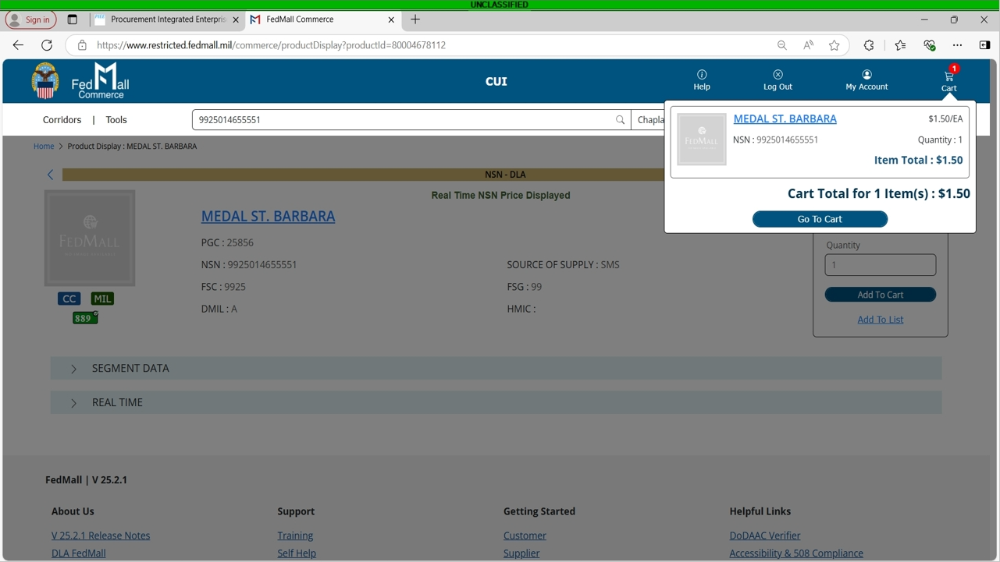 UNCLASSIFIED
Sign in
Procurement Integrated Enterpris
FedMall Commerce
https://www.restricted.fedmall.mil/commerce/productDisplay?productId=80004678112
FedMall
Commerce
CUI
Help
Log Out
My Account
1
Cart
Corridors | Tools
9925014655551
Chapla
MEDAL ST. BARBARA
$1.50/EA
NSN : 9925014655551
Quantity : 1
Item Total : $1.50
Cart Total for 1 Item(s) : $1.50
Go To Cart
FEDMALL
Home > Product Display : MEDAL ST. BARBARA
NSN - DLA
Real Time NSN Price Displayed
FEDMALL
MEDAL ST. BARBARA
PGC : 25856
NSN : 9925014655551
SOURCE OF SUPPLY : SMS
FSC : 9925
FSG : 99
DMIL : A
HMIC :
CC MIL
889
Quantity
1
Add To Cart
Add To List
SEGMENT DATA
REAL TIME
FedMall | V 25.2.1
About Us
Support
Getting Started
Helpful Links
V 25.2.1 Release Notes
Training
Customer
DoDAAC Verifier
DLA FedMall
Self Help
Supplier
Accessibility & 508 Compliance